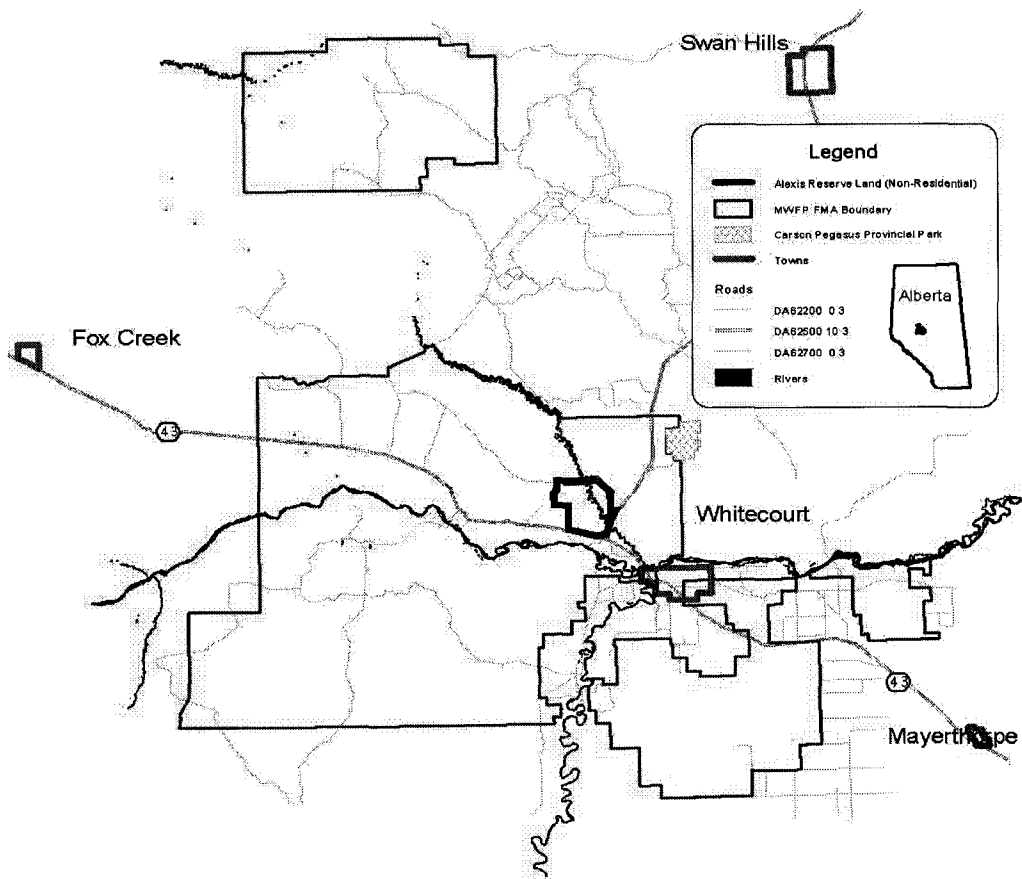 Swan Hills
Legend
Alexis Reserve Land (Non-Residential)
MWFP FMA Boundary
Carson Pegasus Provincial Park
Towns
Roads
DA62200 0 3
DA62500 10 3
DA62700 0 3
Rivers
Alberta
Fox Creek
43
Whitecourt
43
Mayerthorpe